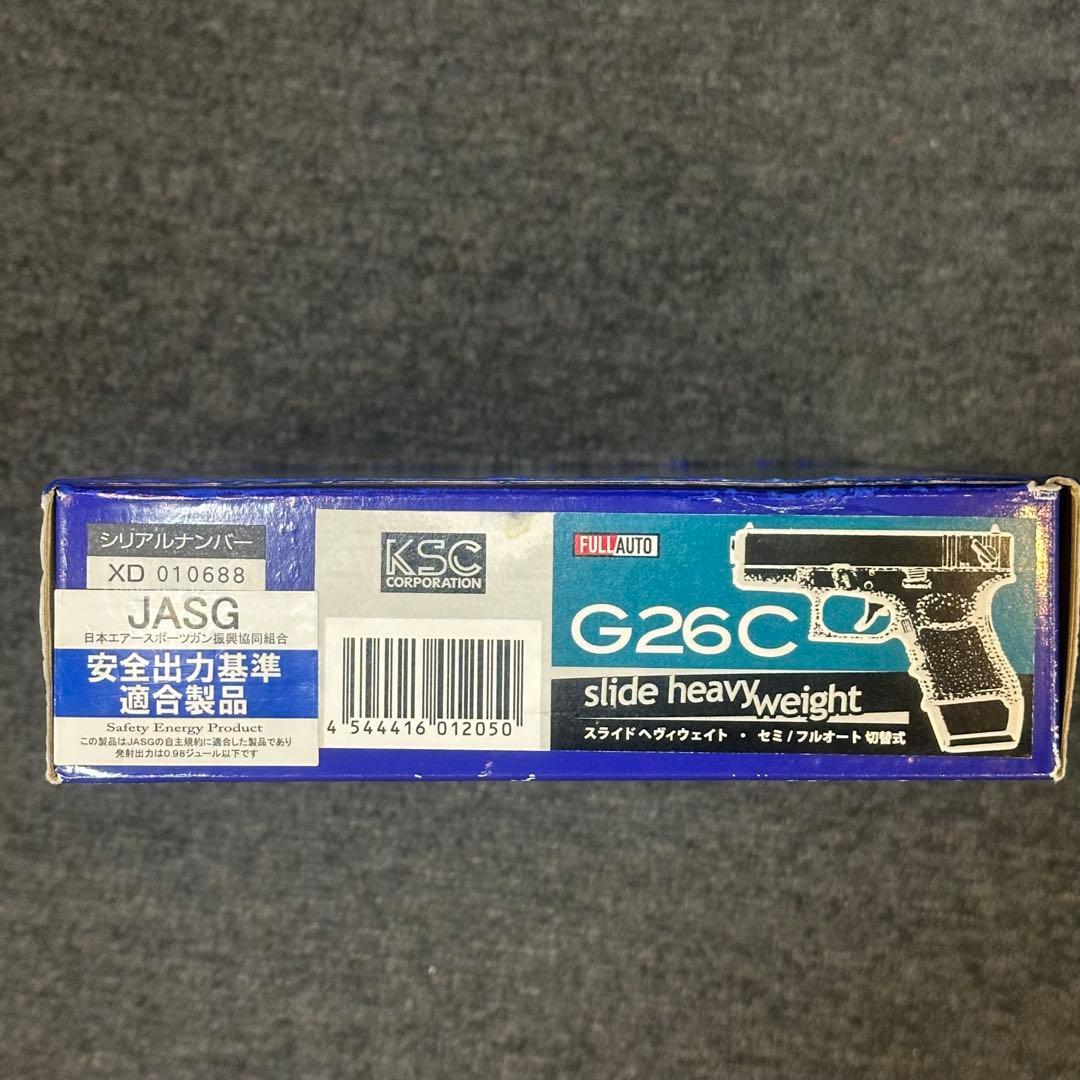 シリアルナンバー
XD 010688
JASG
日本エアースポーツガン振興協同組合
安全出力基準
適合製品
Safety Energy Product
この製品はJASGの自主規約に適合した製品であり
発射出力は0.98ジュール以下です
KSC
CORPORATION
4 544416 012050
FULLAUTO
G26C
slide heavy weight
スライドヘヴィウェイト ・ セミ/フルオート切替式